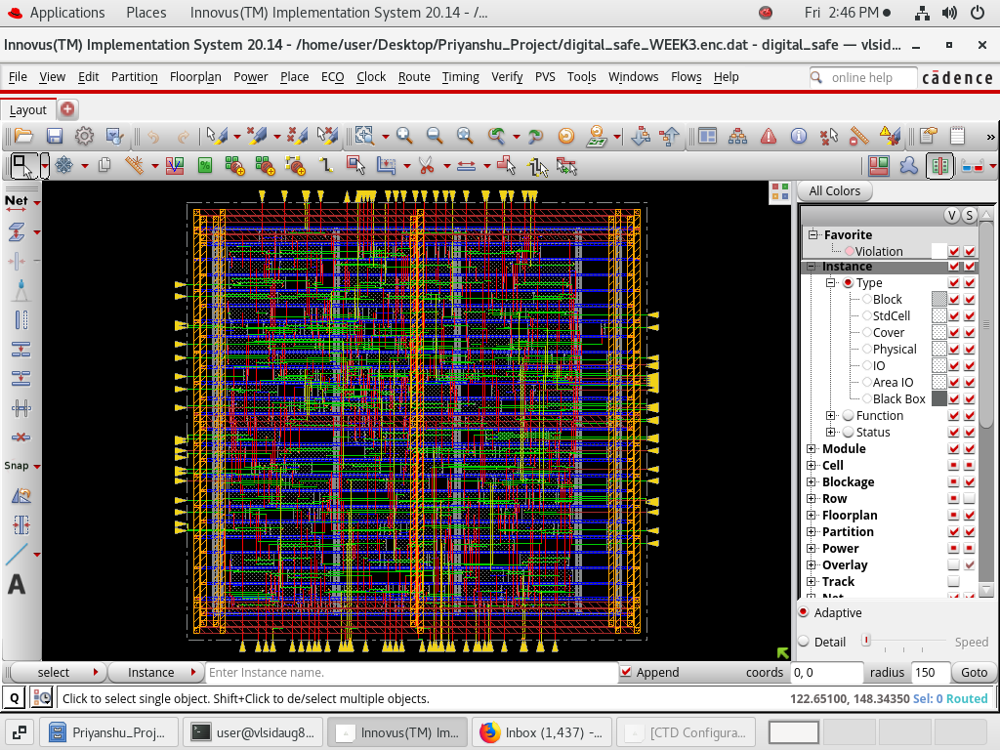 Applications Places Innovus(TM) Implementation System 20.14 - /... Fri 2:46 PM
Innovus(TM) Implementation System 20.14 - /home/user/Desktop/Priyanshu_Project/digital_safe_WEEK3.enc.dat - digital_safe — vlsid...
File View Edit Partition Floorplan Power Place ECO Clock Route Timing Verify PVS Tools Windows Flows Help online help cādence
Layout
»
All Colors
Net
V S
Favorite
Violation
Instance
Type
Block
StdCell
Cover
Physical
IO
Area IO
Black Box
Function
Status
Module
Cell
Blockage
Row
Floorplan
Partition
Power
Overlay
Track
Net
Snap
A
Adaptive
Detail Speed
select Instance Enter Instance name. Append coords 0, 0 radius 150 Goto
Q Click to select single object. Shift+Click to de/select multiple objects. 122.65100, 148.34350 Sel: 0 Routed
Priyanshu_Proj... user@vlsidauq8... Innovus(TM) Im... Inbox (1,437) -... [CTD Configura...